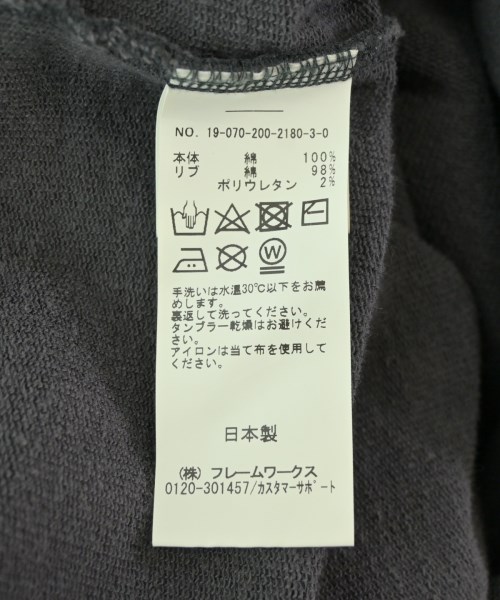 NO. 19-070-200-2180-3-0
本体 綿 100%
リブ 綿 98%
ポリウレタン 2%
W
手洗いは水温30℃以下をお薦
めします。
裏返して洗ってください。
タンブラー乾燥はお避けくだ
さい。
アイロンは当て布を使用して
ください。
日本製
(株) フレームワークス
0120-301457/カスタマーサポート